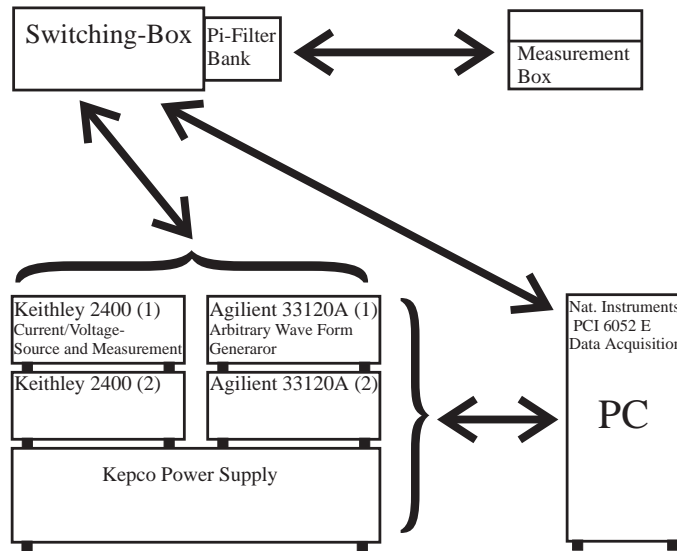 Switching-Box
Pi-Filter
Bank
Measurement
Box
Keithley 2400 (1)
Current/Voltage-
Source and Measurement
Agilient 33120A (1)
Arbitrary Wave Form
Generaror
Keithley 2400 (2)
Agilient 33120A (2)
Kepco Power Supply
Nat. Instruments
PCI 6052 E
Data Acquisition
PC